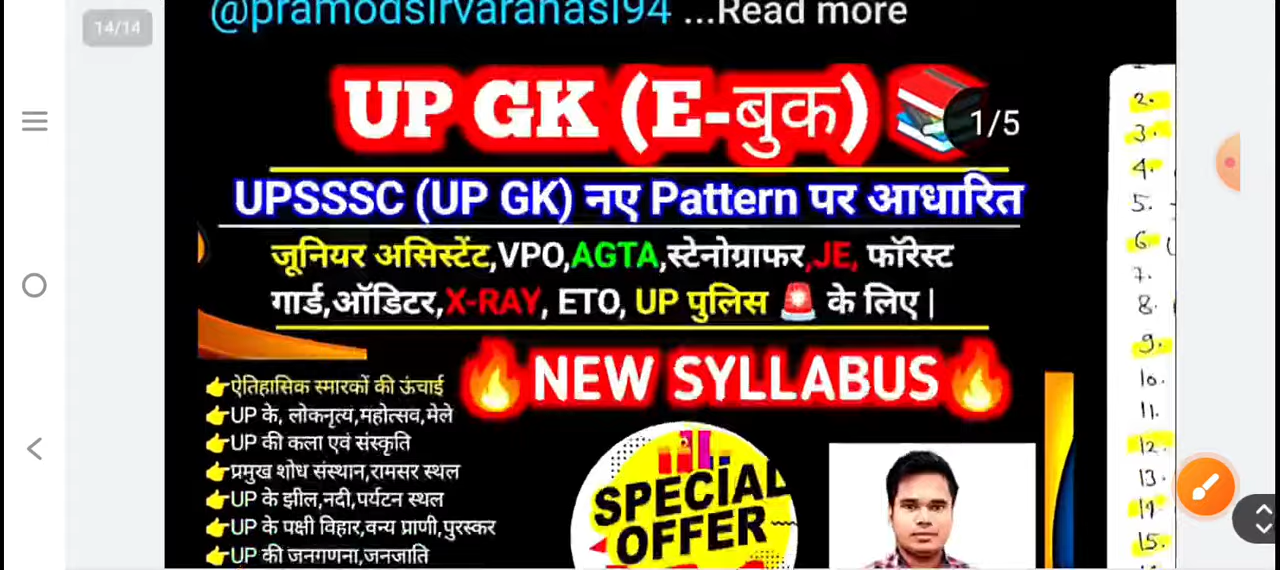 14/14
@pramodsirvaranasi94 ...Read more
UP GK (E-बुक)
1/5
UPSSSC (UP GK) नए Pattern पर आधारित
जूनियर असिस्टेंट,VPO,AGTA,स्टेनोग्राफर,JE, फॉरेस्ट
गार्ड,ऑडिटर,X-RAY, ETO, UP पुलिस के लिए |
NEW SYLLABUS
ऐतिहासिक स्मारकों की ऊंचाई
UP के, लोकनृत्य,महोत्सव,मेले
UP की कला एवं संस्कृति
प्रमुख शोध संस्थान,रामसर स्थल
UP के झील,नदी,पर्यटन स्थल
UP के पक्षी विहार,वन्य प्राणी,पुरस्कर
UP की जनगणना,जनजाति
SPECIAL
OFFER
2.
3.
4.
5.
6.
7.
8.
9.
10.
11.
12.
13.
15.